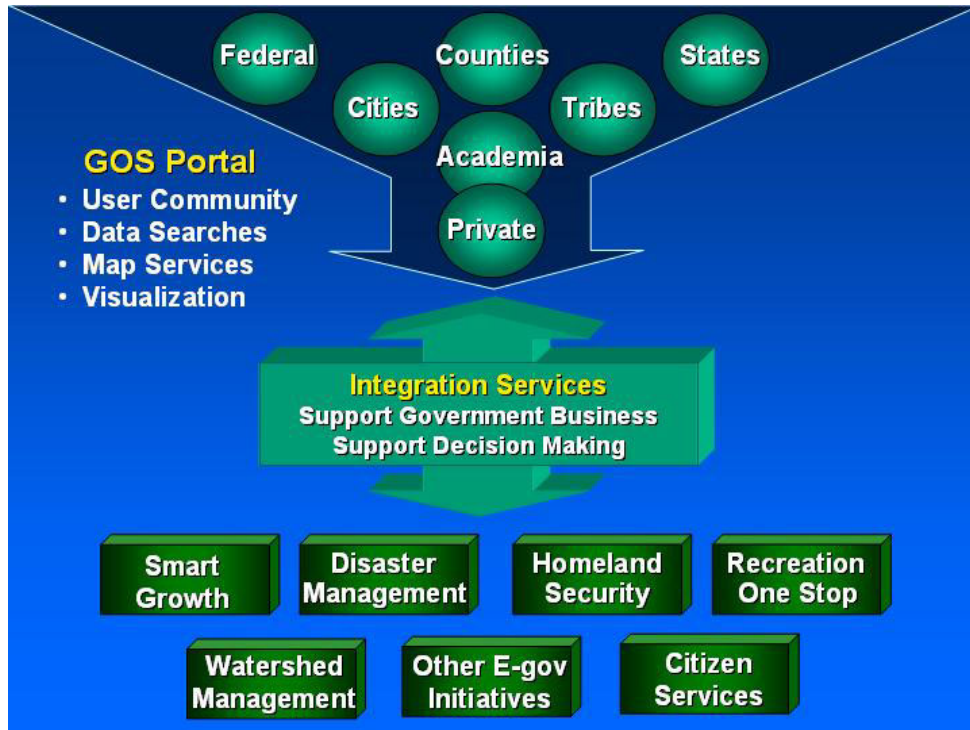 Federal
Counties
States
Cities
Tribes
Academia
Private
GOS Portal
• User Community
• Data Searches
• Map Services
• Visualization
Integration Services
Support Government Business
Support Decision Making
Smart
Growth
Disaster
Management
Homeland
Security
Recreation
One Stop
Watershed
Management
Other E-gov
Initiatives
Citizen
Services